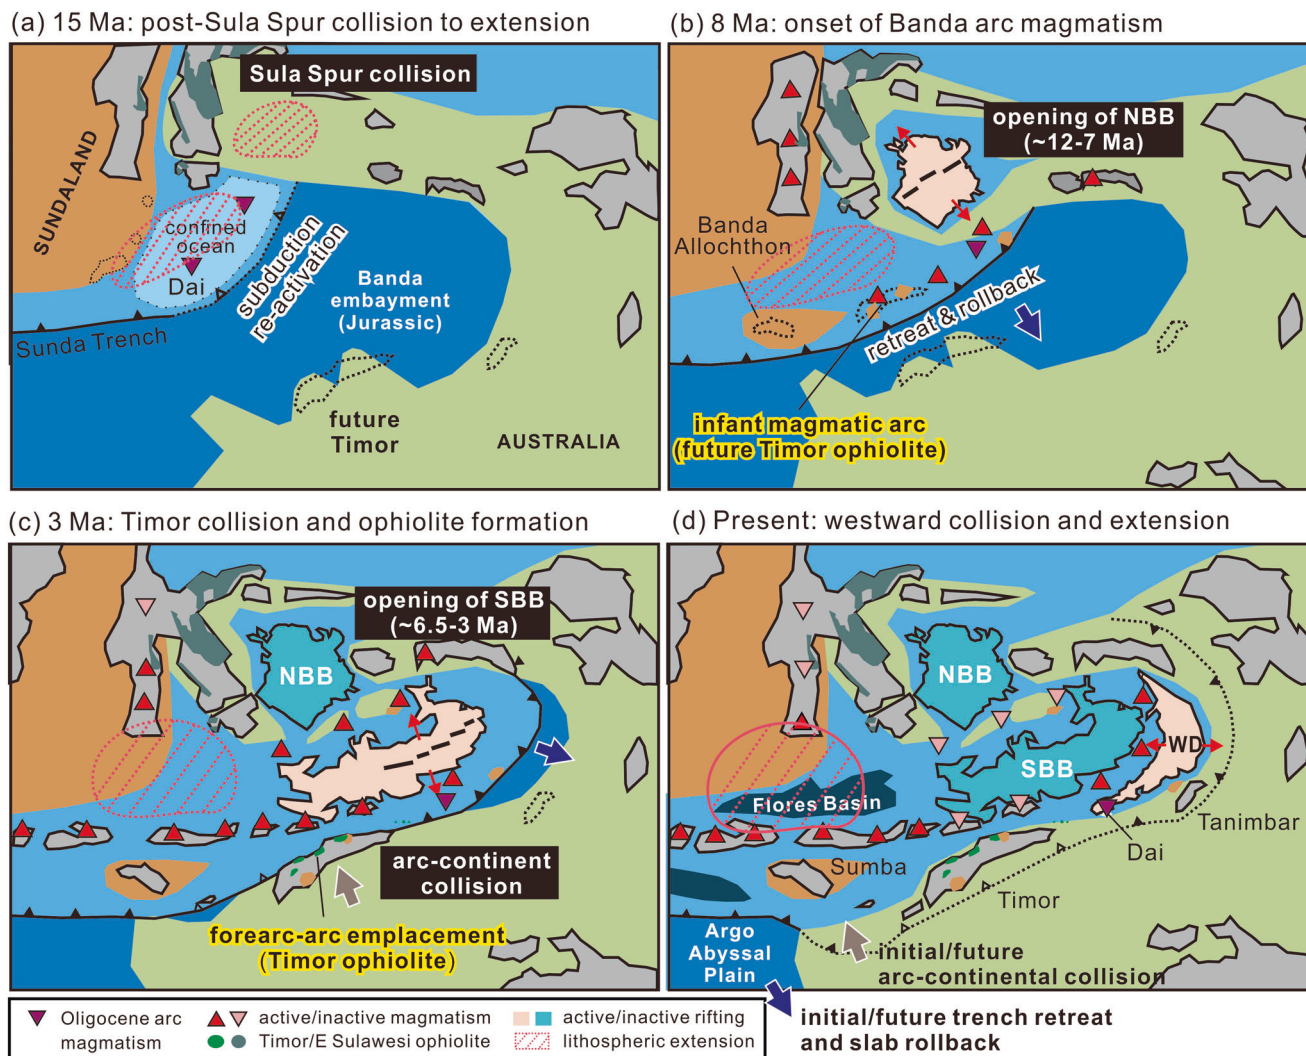 (a) 15 Ma: post-Sula Spur collision to extension
Sula Spur collision
SUNDALAND
confined
ocean
Dai
subduction
re-activation
Banda
embayment
(Jurassic)
Sunda Trench
future
Timor
AUSTRALIA
(b) 8 Ma: onset of Banda arc magmatism
opening of NBB
(~12-7 Ma)
Banda
Allochthon
retreat & rollback
infant magmatic arc
(future Timor ophiolite)
(c) 3 Ma: Timor collision and ophiolite formation
opening of SBB
(~6.5-3 Ma)
NBB
arc-continent
collision
forearc-arc emplacement
(Timor ophiolite)
(d) Present: westward collision and extension
NBB
SBB
WD
Flores Basin
Tanimbar
Dai
Sumba
Timor
Argo
Abyssal
Plain
initial/future
arc-continental collision
initial/future trench retreat
and slab rollback
Oligocene arc
magmatism
active/inactive magmatism
Timor/E Sulawesi ophiolite
active/inactive rifting
lithospheric extension